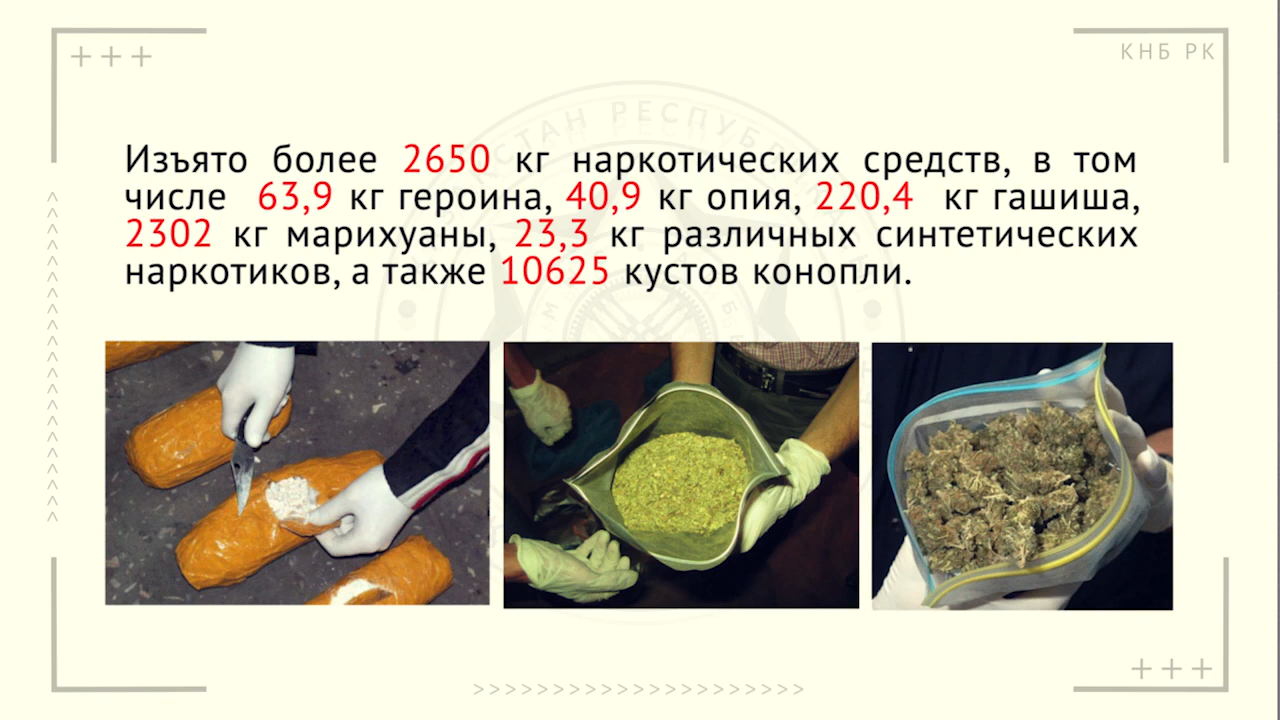 +++
КНБ РК
Изъято более 2650 кг наркотических средств, в том
числе 63,9 кг героина, 40,9 кг опия, 220,4 кг гашиша,
2302 кг марихуаны, 23,3 кг различных синтетических
наркотиков, а также 10625 кустов конопли.
+++
>>>>>>>>>>>>>>>>>>>>>>